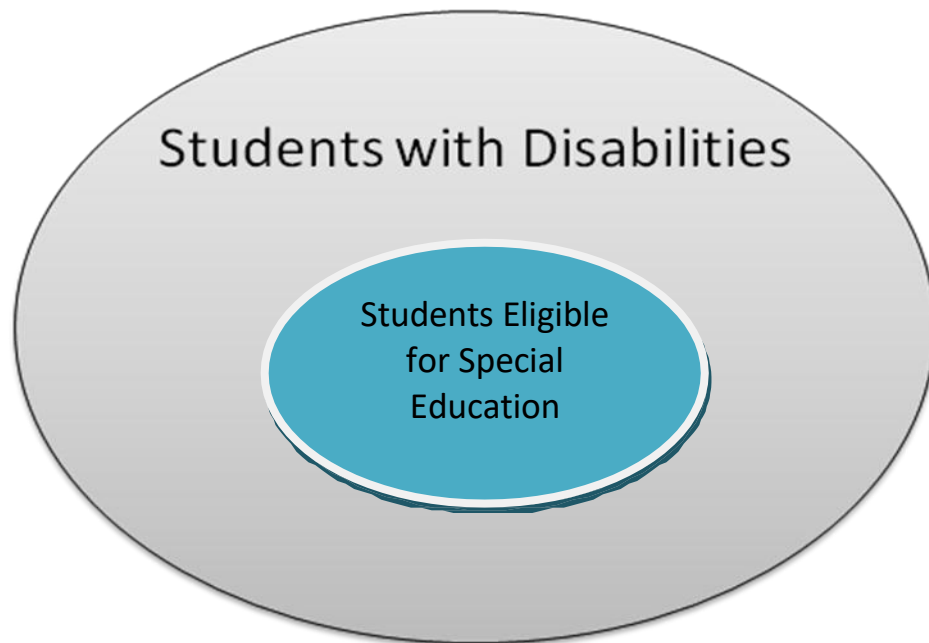 Students with Disabilities
Students Eligible
for Special
Education